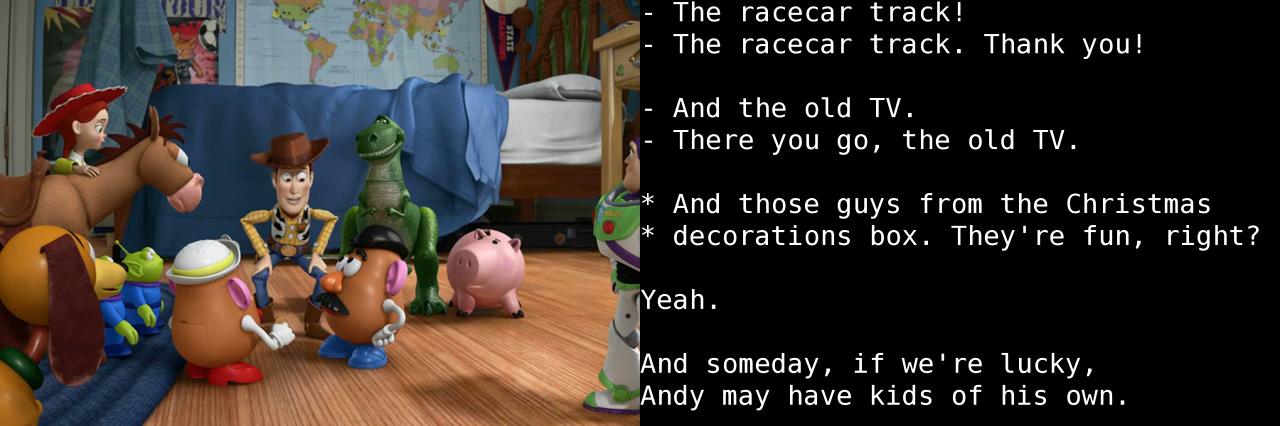 TOUR
STATE
- The racecar track!
- The racecar track. Thank you!
- And the old TV.
- There you go, the old TV.
* And those guys from the Christmas
* decorations box. They're fun, right?
Yeah.
And someday, if we're lucky,
Andy may have kids of his own.